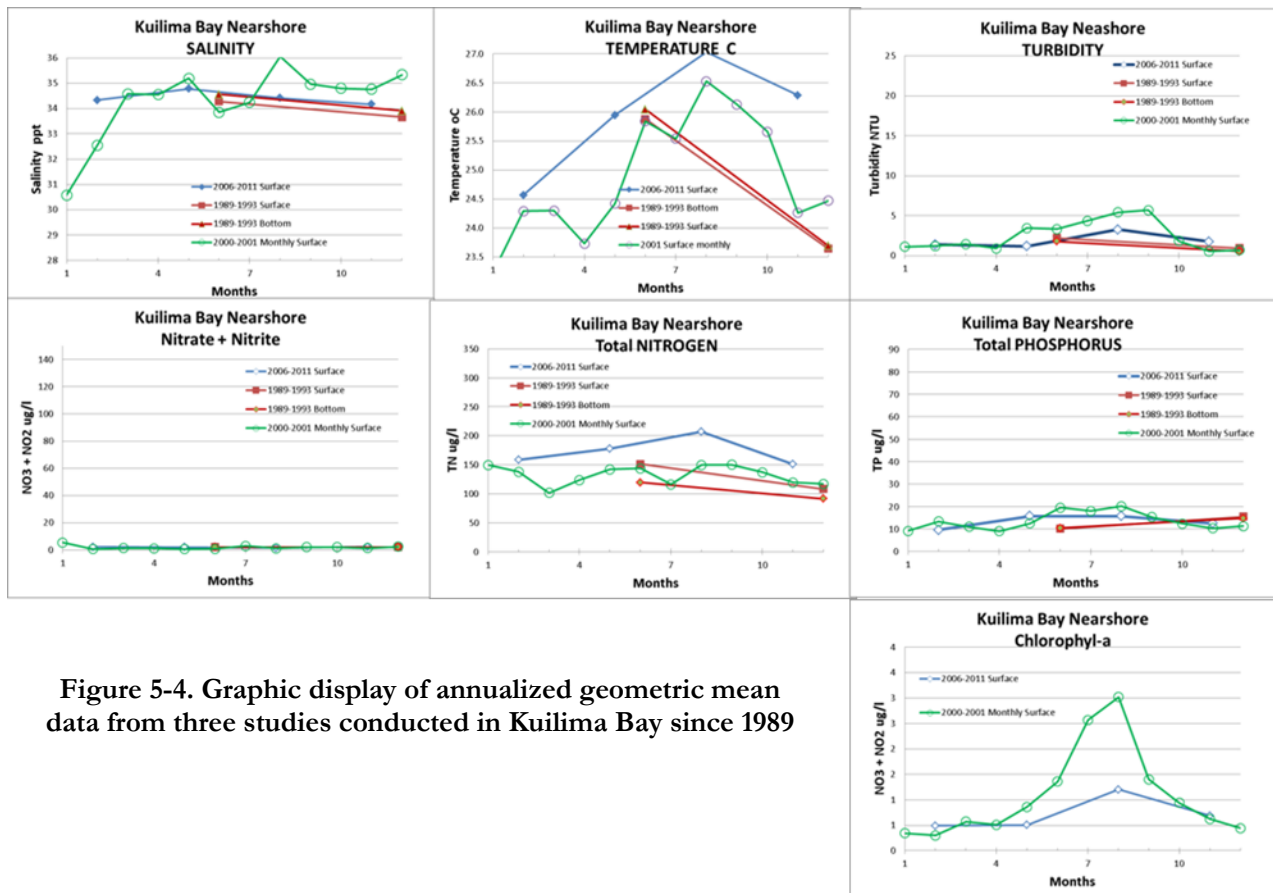 Kuilima Bay Nearshore
SALINITY
36
35
34
33
32
31
30
29
28
Salinity ppt
2006-2011 Surface
1989-1993 Surface
1989-1993 Bottom
2000-2001 Monthly Surface
1 4 7 10
Months
Kuilima Bay Nearshore
TEMPERATURE C
27.0
26.5
26.0
25.5
25.0
24.5
24.0
23.5
Temperature oC
2006-2011 Surface
1989-1993 Bottom
1989-1993 Surface
2001 Surface monthly
1 4 7 10
Months
Kuilima Bay Neashore
TURBIDITY
25
20
15
10
5
0
Turbidity NTU
2006-2011 Surface
1989-1993 Surface
1989-1993 Bottom
2000-2001 Monthly Surface
1 4 7 10
Months
Kuilima Bay Nearshore
Nitrate + Nitrite
140
120
100
80
60
40
20
0
NO3 + NO2 ug/l
2006-2011 Surface
1989-1993 Surface
1989-1993 Bottom
2000-2001 Monthly Surface
1 4 7 10
Months
Kuilima Bay Nearshore
Total NITROGEN
350
300
250
200
150
100
50
0
TN ug/l
2006-2011 Surface
1989-1993 Surface
1989-1993 Bottom
2000-2001 Monthly Surface
1 4 7 10
Months
Kuilima Bay Nearshore
Total PHOSPHORUS
90
80
70
60
50
40
30
20
10
0
TP ug/l
2006-2011 Surface
1989-1993 Surface
1989-1993 Bottom
2000-2001 Monthly Surface
1 4 7 10
Months
Kuilima Bay Nearshore
Chlorophyl-a
4
4
3
3
2
2
1
1
0
NO3 + NO2 ug/l
2006-2011 Surface
2000-2001 Monthly Surface
1 4 7 10
Months
Figure 5-4. Graphic display of annualized geometric mean
data from three studies conducted in Kuilima Bay since 1989